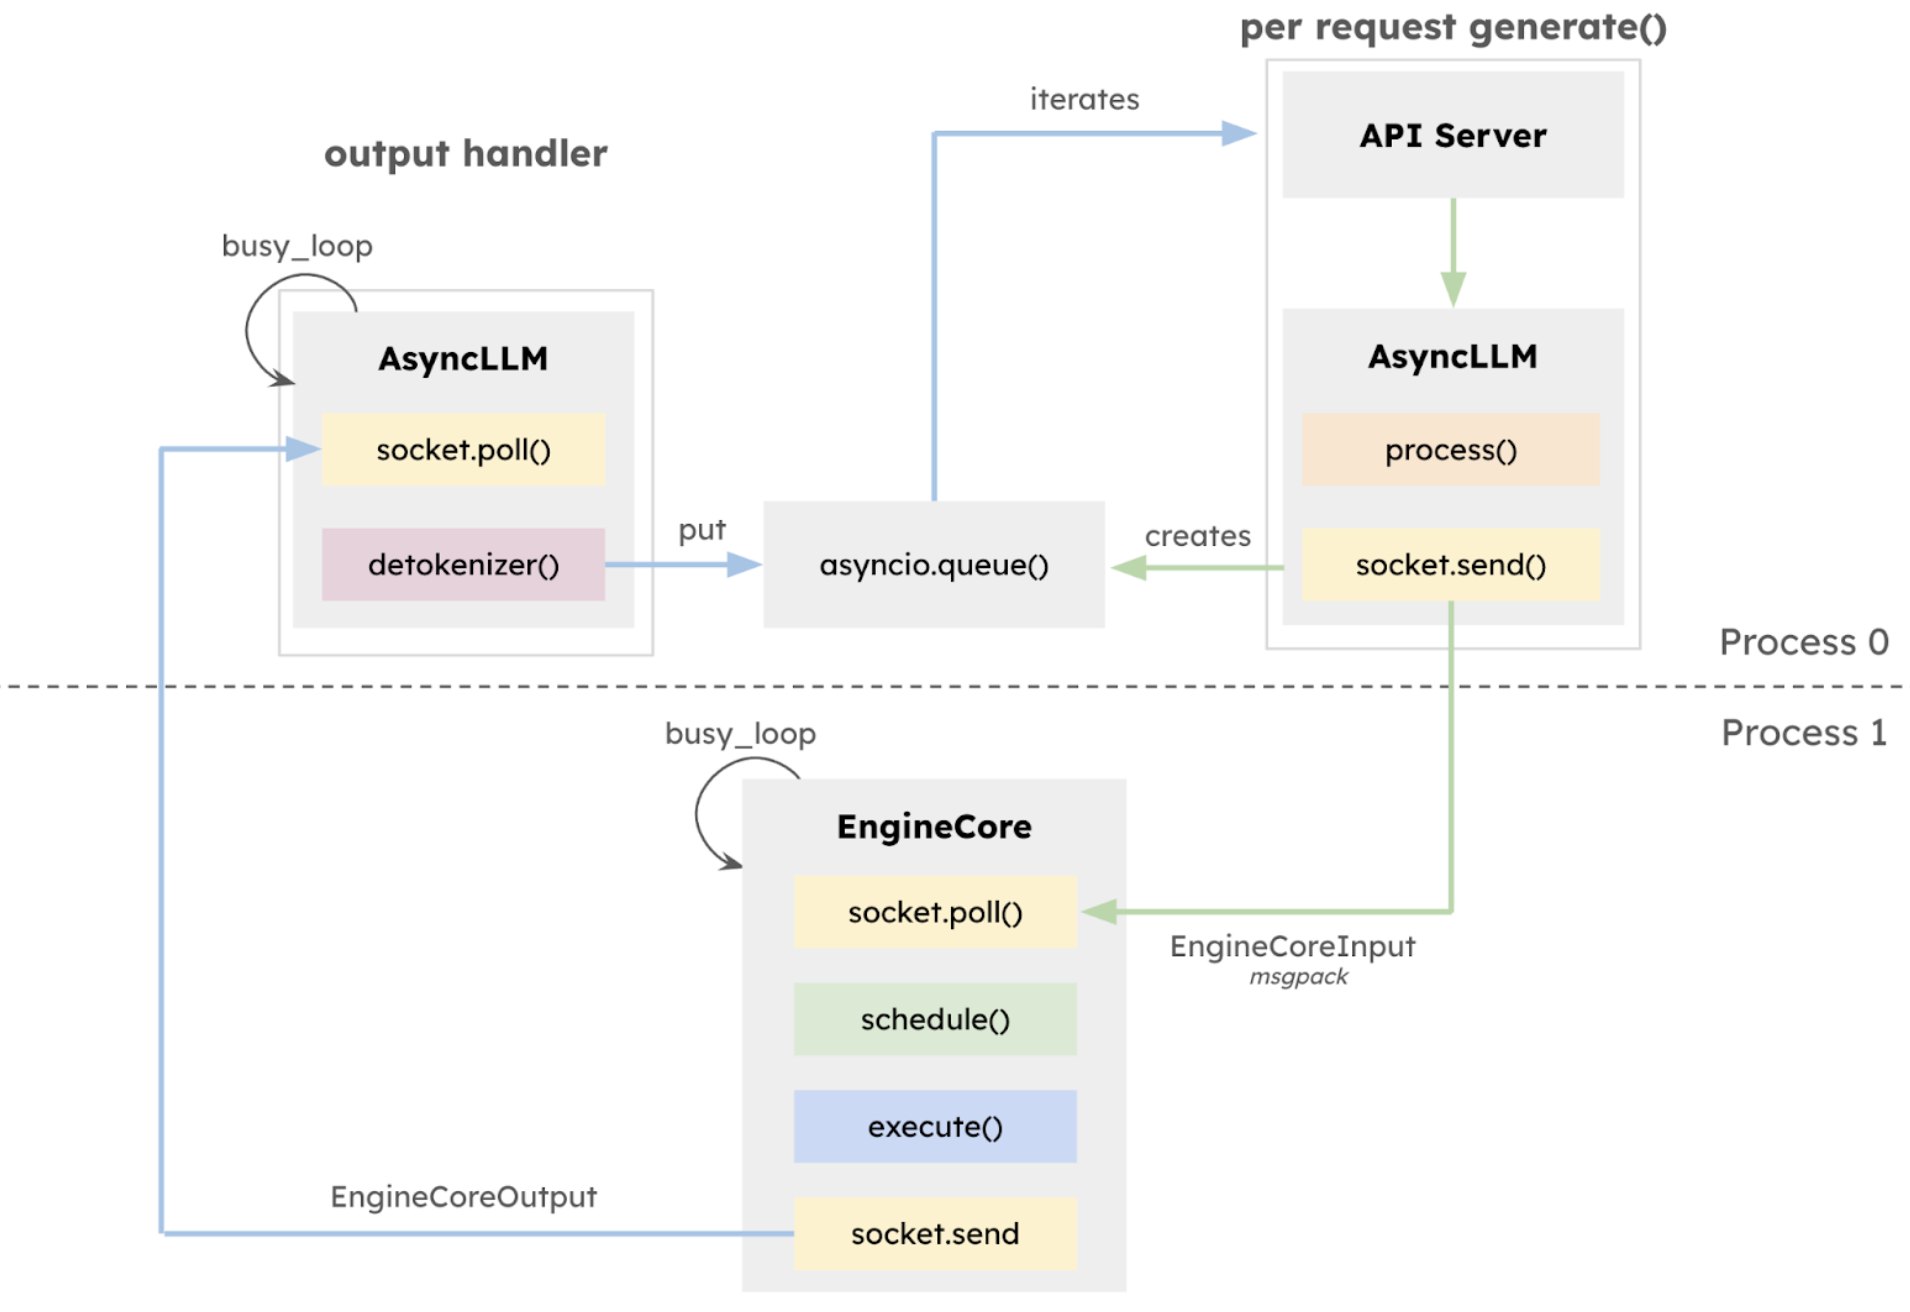 per request generate()
iterates
API Server
output handler
busy_loop
AsyncLLM
AsyncLLM
socket.poll()
process()
put
creates
detokenizer()
asyncio.queue()
socket.send()
Process 0
Process 1
busy_loop
EngineCore
socket.poll()
EngineCoreInput
msgpack
schedule()
execute()
EngineCoreOutput
socket.send